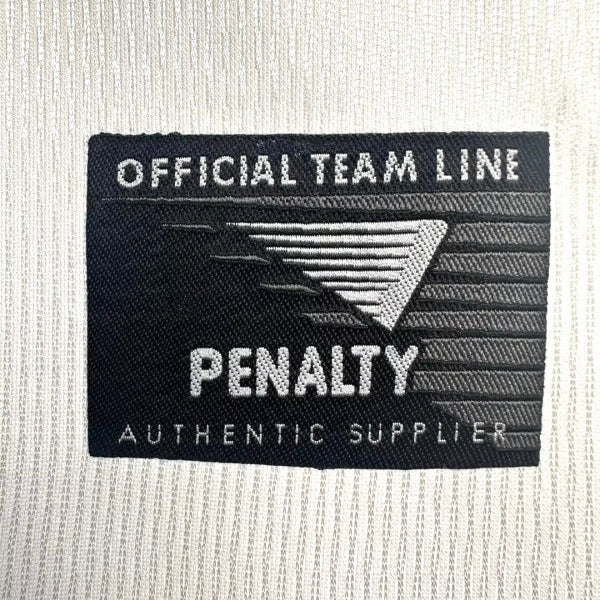 OFFICIAL TEAM LINE
PENALTY
AUTHENTIC SUPPLIER